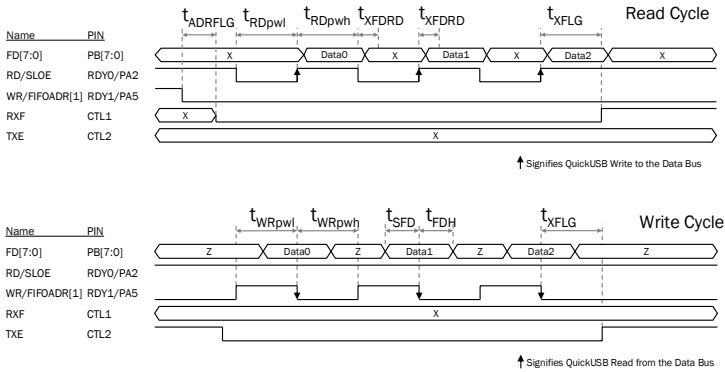 tADRFLG tRDpwl tRDpwh tXFDRD tXFDRD tXFLG Read Cycle
Name PIN
FD[7:0] PB[7:0] X Data0 X Data1 X Data2 X
RD/SLOE RDY0/PA2
WR/FIFOADR[1] RDY1/PA5
RXF CTL1 X
TXE CTL2 X
Signifies QuickUSB Write to the Data Bus
tWRpwl tWRpwh tSFD tFDH tXFLG Write Cycle
Name PIN
FD[7:0] PB[7:0] Z Data0 Z Data1 Z Data2 Z
RD/SLOE RDY0/PA2
WR/FIFOADR[1] RDY1/PA5
RXF CTL1 X
TXE CTL2
Signifies QuickUSB Read from the Data Bus